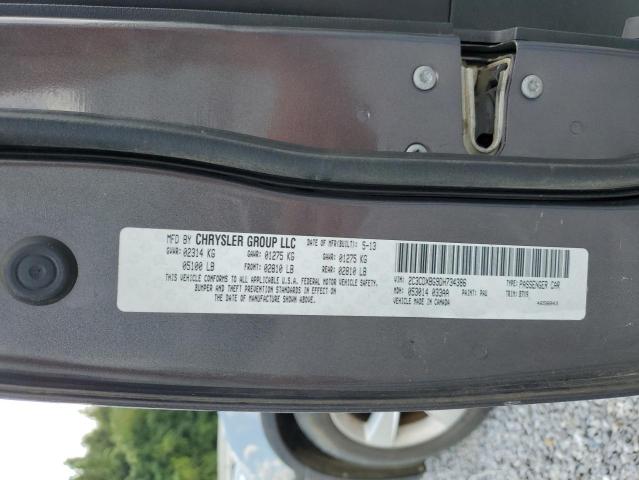 MFD BY CHRYSLER GROUP LLC DATE OF MFR(BUILT): 5-13
GVWR: 02314 KG GAWR: 01275 KG GAWR: 01275 KG
05100 LB FRONT: 02810 LB REAR: 02810 LB
THIS VEHICLE CONFORMS TO ALL APPLICABLE U.S.A. FEDERAL MOTOR VEHICLE SAFETY,
BUMPER AND THEFT PREVENTION STANDARDS IN EFFECT ON
THE DATE OF MANUFACTURE SHOWN ABOVE.
VIN: 2C3CDXBG9DH734386 TYPE: PASSENGER CAR
MDH: 053014 033AA PAINT: PAU TRIM: B7X9
VEHICLE MADE IN CANADA